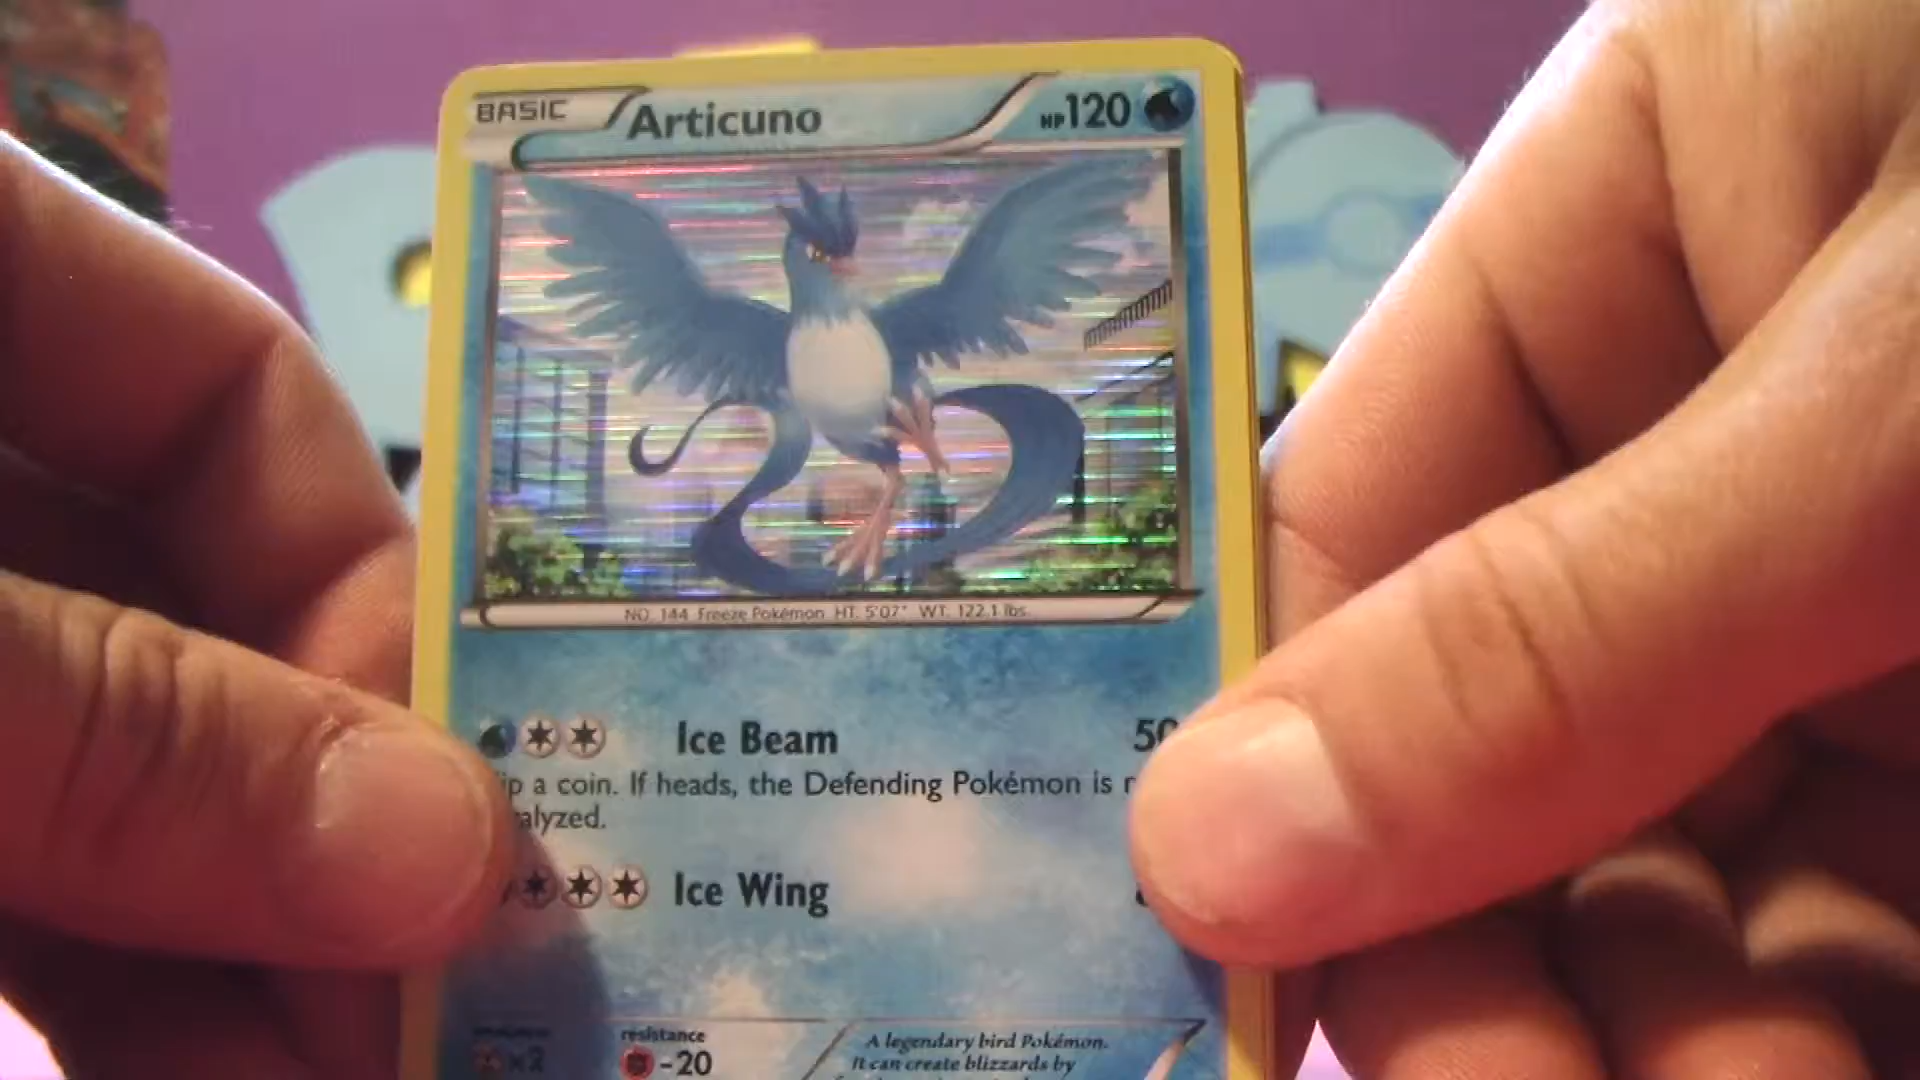 BASIC Articuno HP120
NO. 144 Freeze Pokémon HT. 5'07" WT. 122.1 lbs.
Ice Beam 50
ip a coin. If heads, the Defending Pokémon is
alyzed.
Ice Wing
resistance
×2 -20
A legendary bird Pokémon.
It can create blizzards by